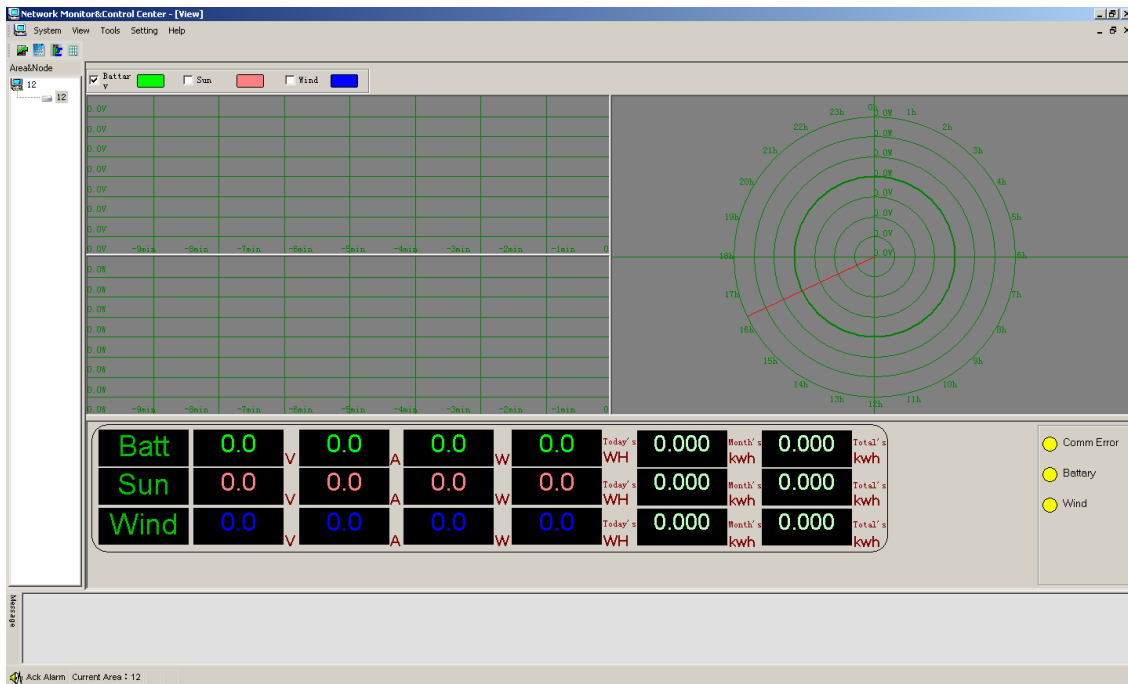 Network Monitor&Control Center - [View]
System View Tools Setting Help
Area&Node
12
12
Battar
y
Sun
Wind
0.0V
0.0V
0.0V
0.0V
0.0V
0.0V
0.0V
0.0V -9min -8min -7min -6min -5min -4min -3min -2min -1min 0
0.0W
0.0W
0.0W
0.0W
0.0W
0.0W
0.0W
0.0W -9min -8min -7min -6min -5min -4min -3min -2min -1min 0
0h 1h 2h 3h 4h 5h 6h 7h 8h 9h 10h 11h 12h 13h 14h 15h 16h 17h 18h 19h 20h 21h 22h 23h
0.0V
0.0V
0.0V
0.0V
0.0V
0.0V
0.0V
0.0V
Batt 0.0 V 0.0 A 0.0 W 0.0 Today's WH 0.000 Month's kwh 0.000 Total's kwh
Sun 0.0 V 0.0 A 0.0 W 0.0 Today's WH 0.000 Month's kwh 0.000 Total's kwh
Wind 0.0 V 0.0 A 0.0 W 0.0 Today's WH 0.000 Month's kwh 0.000 Total's kwh
Comm Error
Battary
Wind
Message
Ack Alarm Current Area : 12